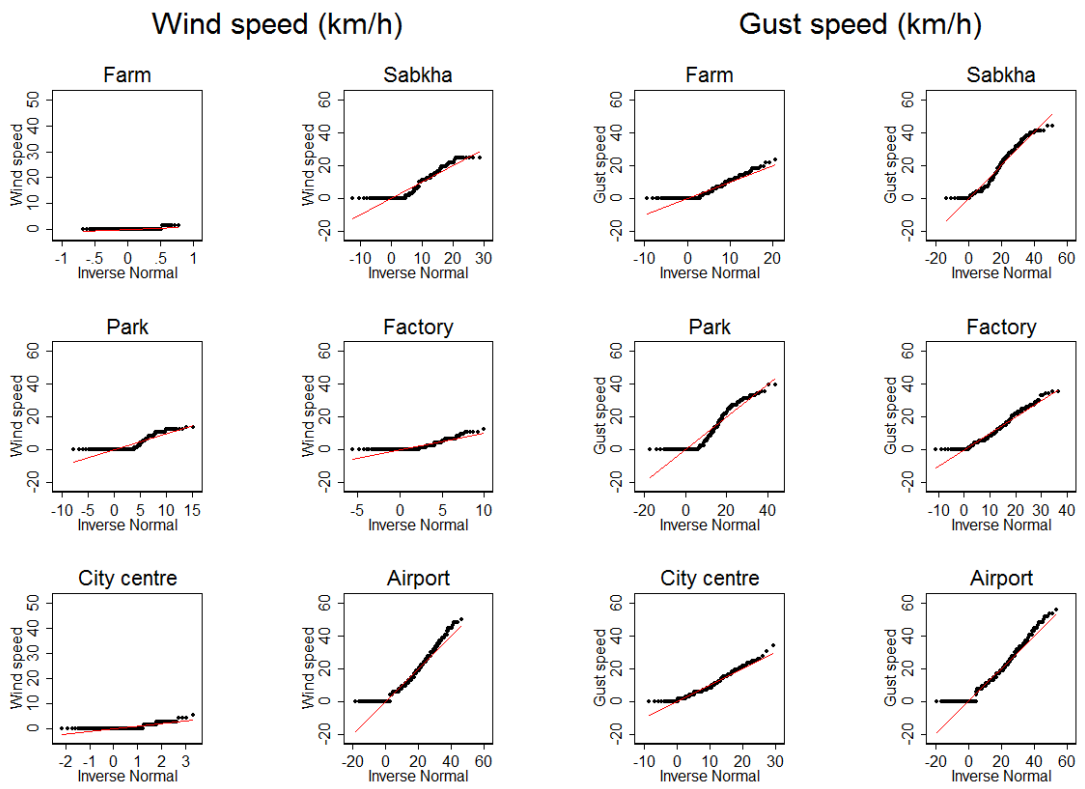 Wind speed (km/h)
Gust speed (km/h)
Farm
Wind speed
0 10 20 30 40 50
-1 -.5 0 .5 1
Inverse Normal
Sabkha
Wind speed
-20 0 20 40 60
-10 0 10 20 30
Inverse Normal
Farm
Gust speed
-20 0 20 40 60
-10 0 10 20
Inverse Normal
Sabkha
Gust speed
-20 0 20 40 60
-20 0 20 40 60
Inverse Normal
Park
Wind speed
-20 0 20 40 60
-10 -5 0 5 10 15
Inverse Normal
Factory
Wind speed
-20 0 20 40 60
-5 0 5 10
Inverse Normal
Park
Gust speed
-20 0 20 40 60
-20 0 20 40
Inverse Normal
Factory
Gust speed
-20 0 20 40 60
-10 0 10 20 30 40
Inverse Normal
City centre
Wind speed
0 10 20 30 40 50
-2 -1 0 1 2 3
Inverse Normal
Airport
Wind speed
-20 0 20 40 60
-20 0 20 40 60
Inverse Normal
City centre
Gust speed
-20 0 20 40 60
-10 0 10 20 30
Inverse Normal
Airport
Gust speed
-20 0 20 40 60
-20 0 20 40 60
Inverse Normal